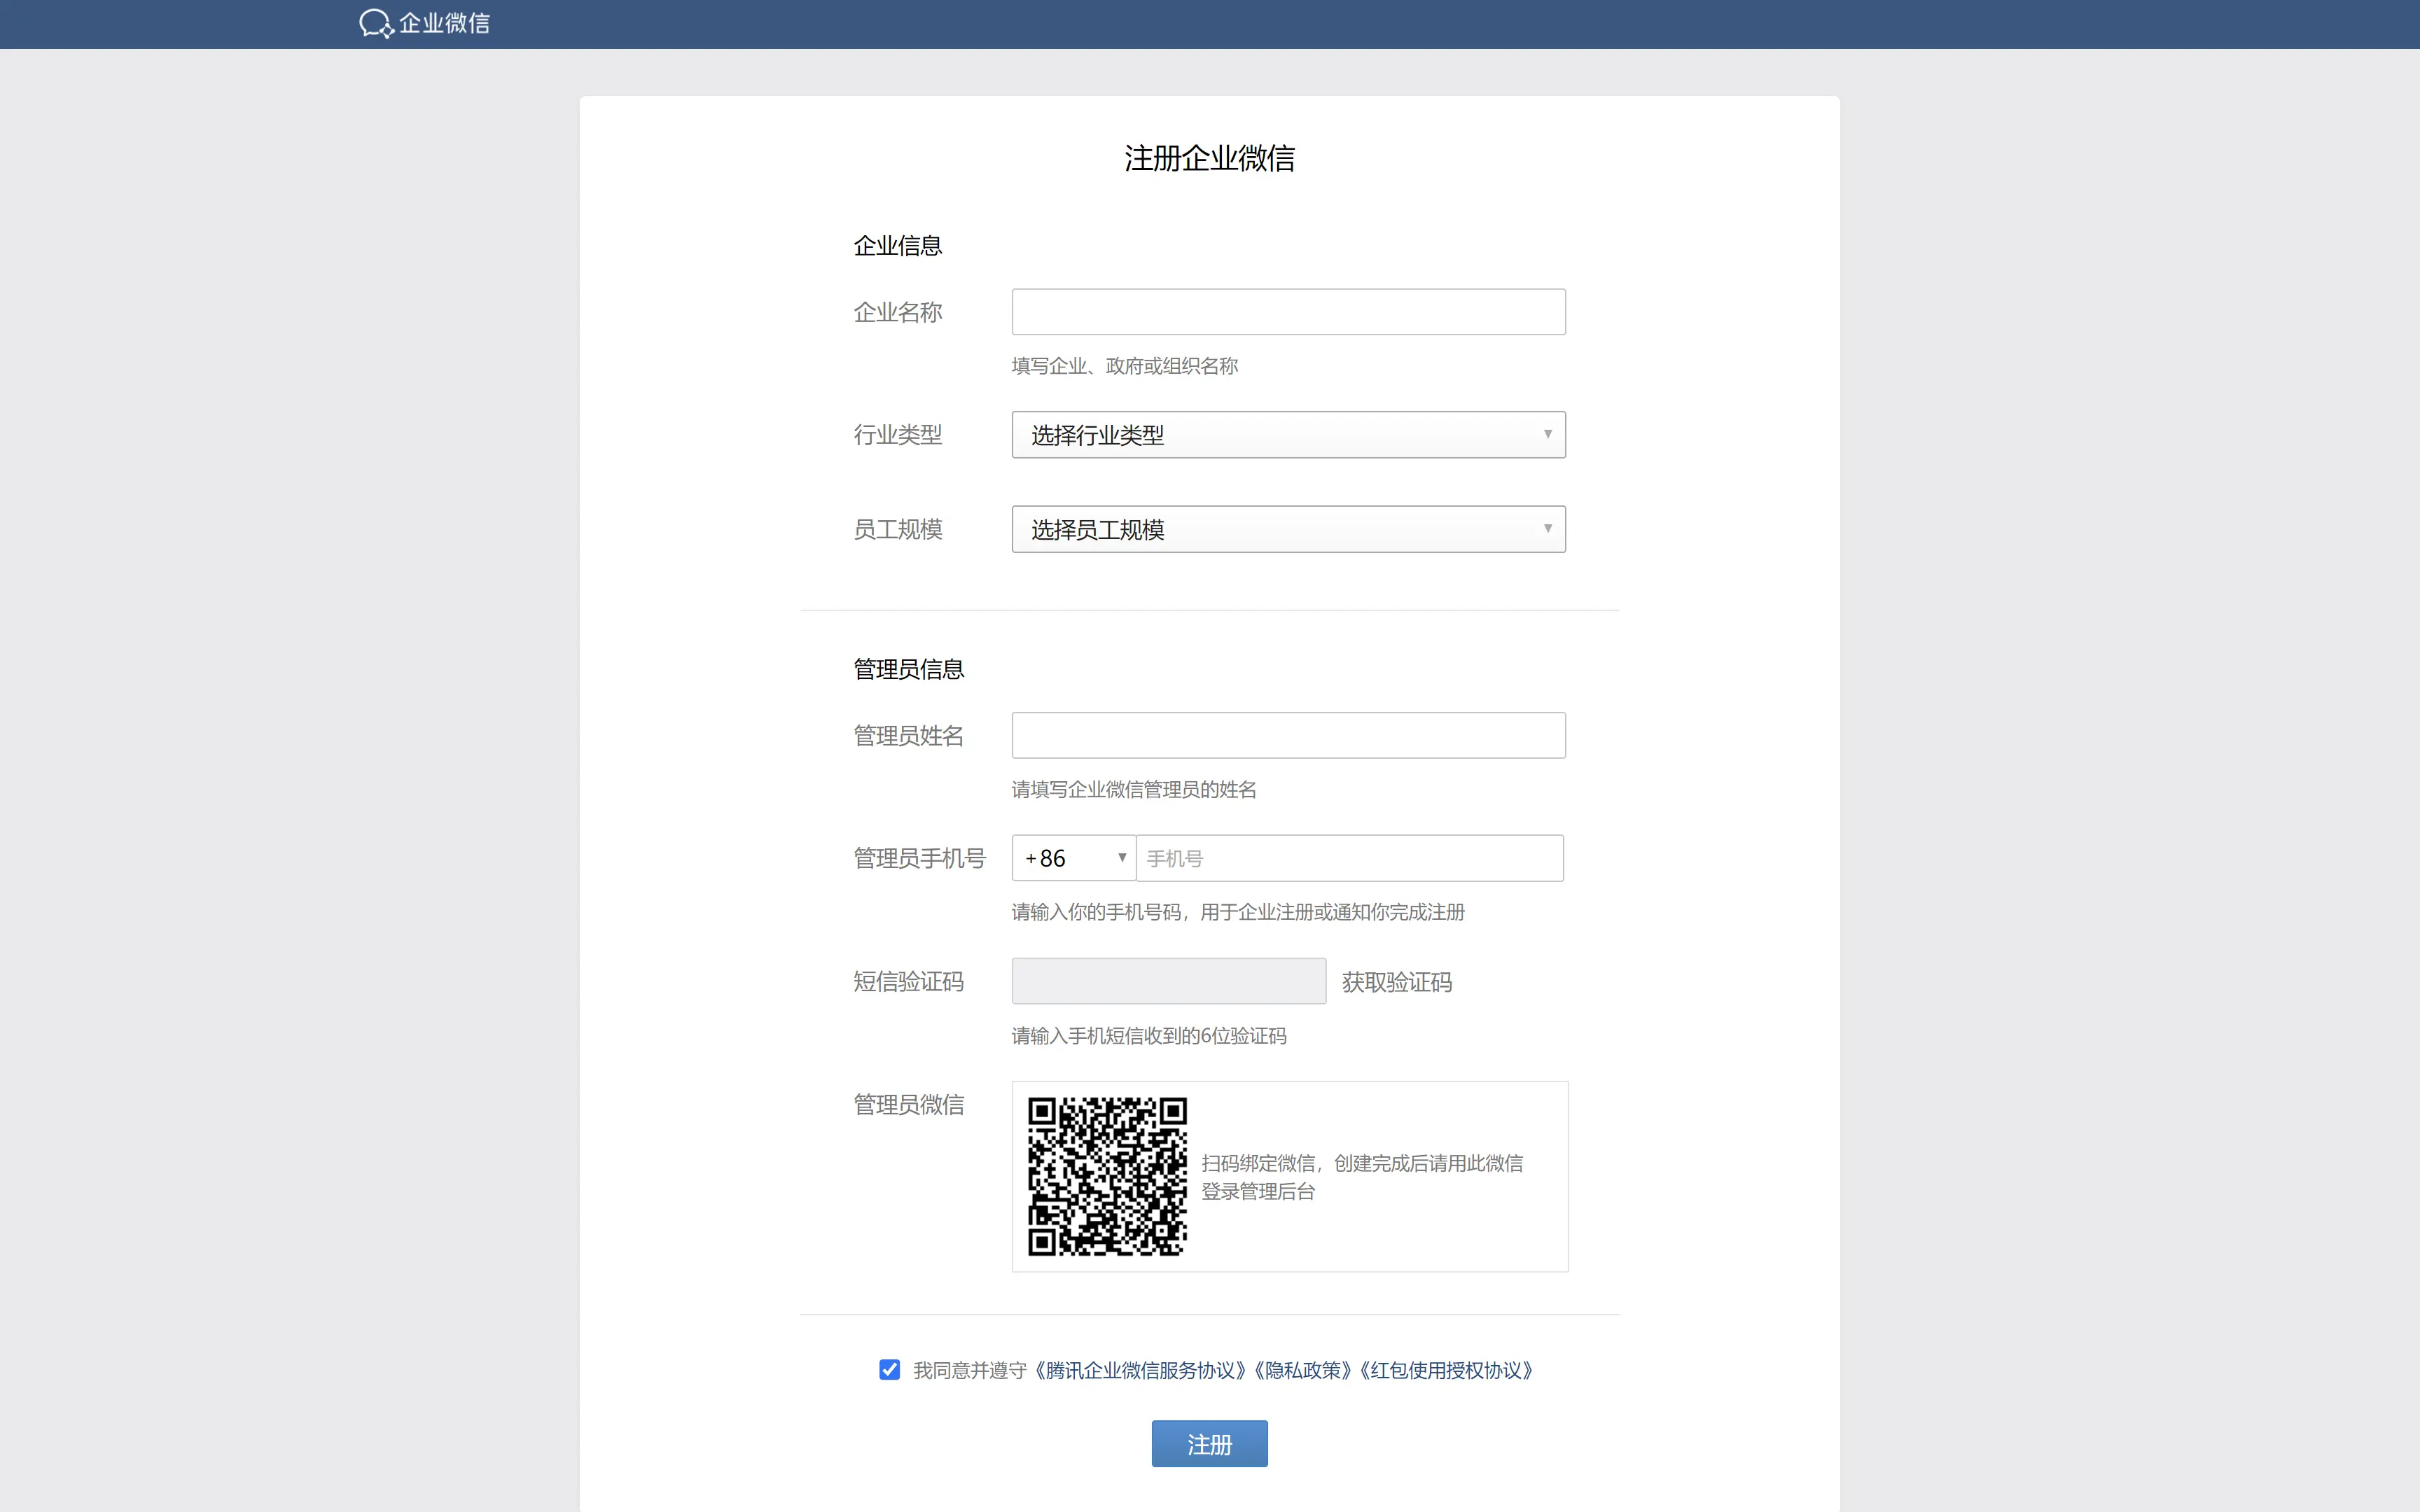 企业微信
注册企业微信
企业信息
企业名称
填写企业、政府或组织名称
行业类型 选择行业类型
员工规模 选择员工规模
管理员信息
管理员姓名
请填写企业微信管理员的姓名
管理员手机号 +86 手机号
请输入你的手机号码，用于企业注册或通知你完成注册
短信验证码 获取验证码
请输入手机短信收到的6位验证码
管理员微信
扫码绑定微信，创建完成后请用此微信
登录管理后台
我同意并遵守《腾讯企业微信服务协议》《隐私政策》《红包使用授权协议》
注册